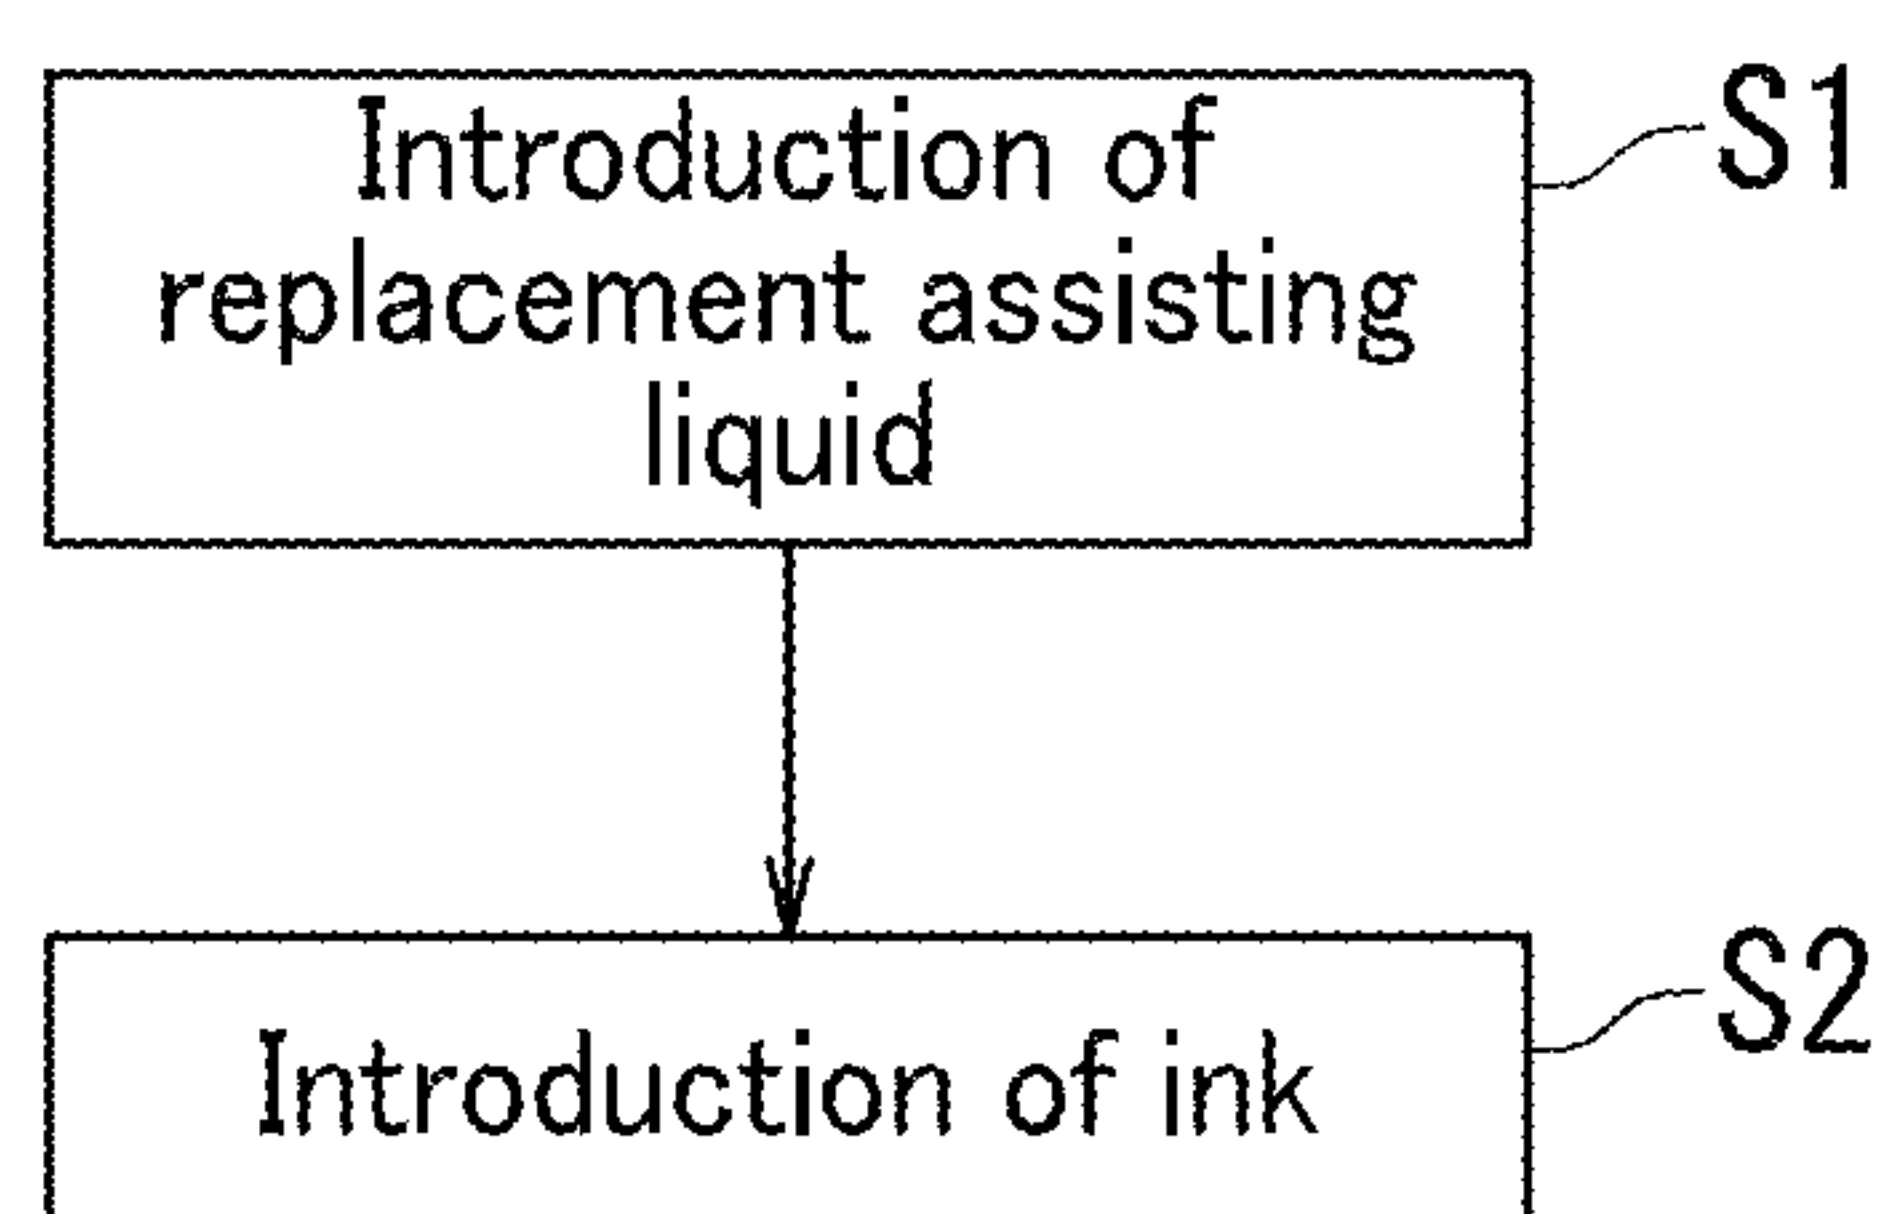 Introduction of
S1
replacement assisting
liquid
S2
Introduction of ink